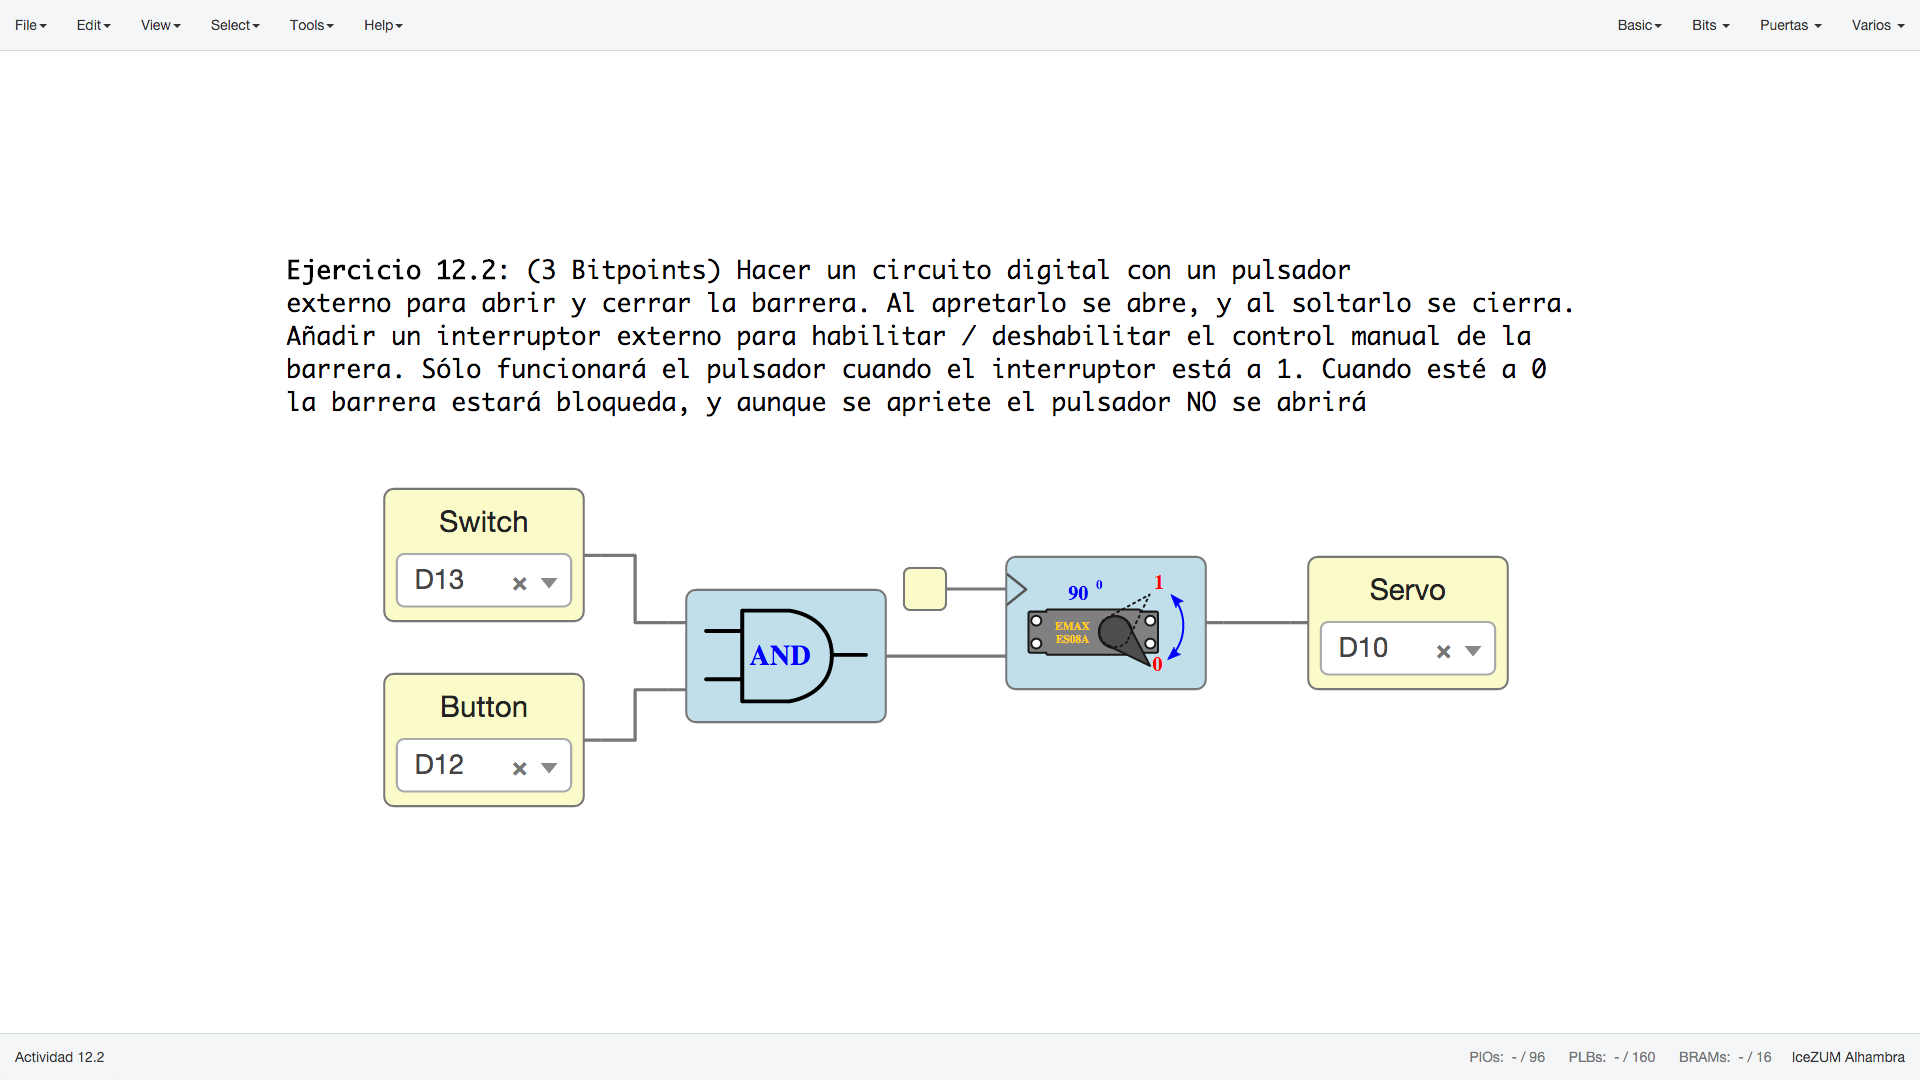 File Edit View Select Tools Help Basic Bits Puertas Varios
Ejercicio 12.2: (3 Bitpoints) Hacer un circuito digital con un pulsador
externo para abrir y cerrar la barrera. Al apretarlo se abre, y al soltarlo se cierra.
Añadir un interruptor externo para habilitar / deshabilitar el control manual de la
barrera. Sólo funcionará el pulsador cuando el interruptor está a 1. Cuando esté a 0
la barrera estará bloqueda, y aunque se apriete el pulsador NO se abrirá
Switch
D13
Button
D12
AND
90 0
1
EMAX
ES08A
0
Servo
D10
Actividad 12.2
PIOs: - / 96 PLBs: - / 160 BRAMs: - / 16 IceZUM Alhambra